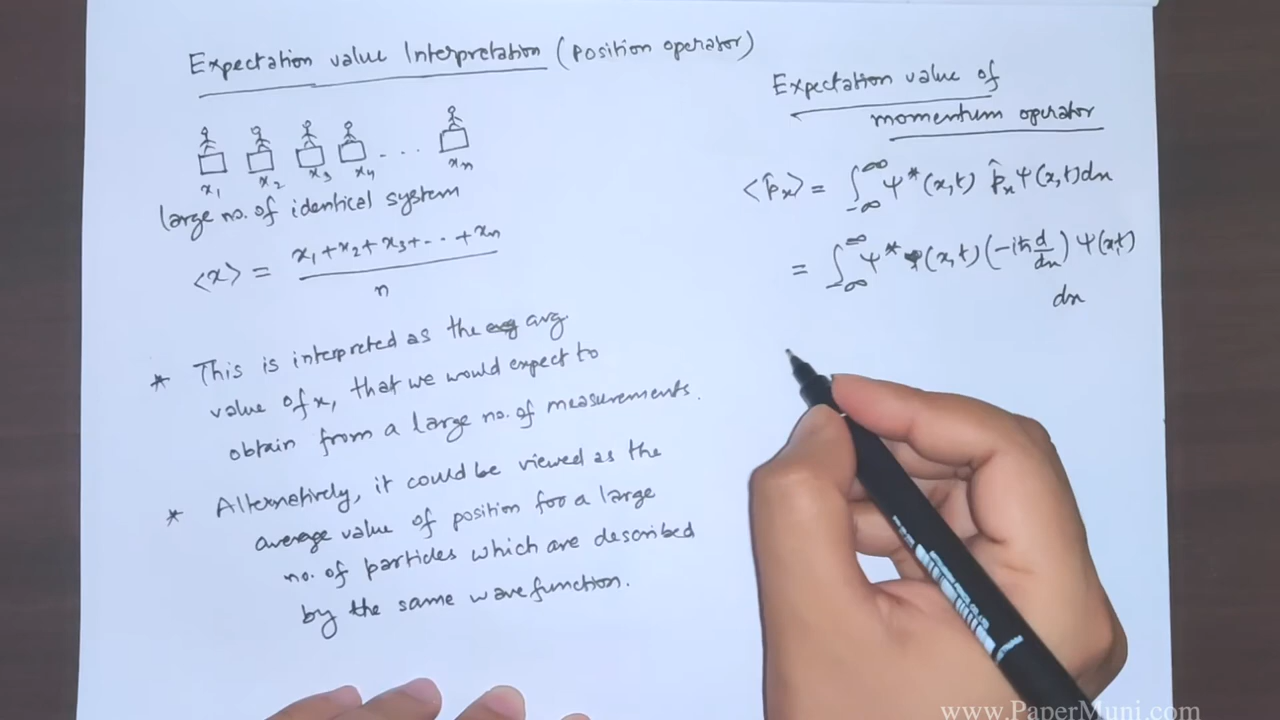 Expectation value Interpretation (Position operator)
x₁ x₂ x₃ x₄ . . . xₙ
large no. of identical system
⟨x⟩ = (x₁ + x₂ + x₃ + - - + xₙ) / n
* This is interpreted as the avg.
value of x, that we would expect to
obtain from a large no. of measurements.
* Alternatively, it could be viewed as the
average value of position for a large
no. of particles which are described
by the same wavefunction.
Expectation value of
momentum operator
⟨p̂ₓ⟩ = ∫_{-∞}^{∞} Ψ*(x,t) p̂ₓ Ψ(x,t) dx
= ∫_{-∞}^{∞} Ψ* (x,t) (-iħ d/dx) Ψ(x,t)
dx
www.PaperMuni.com